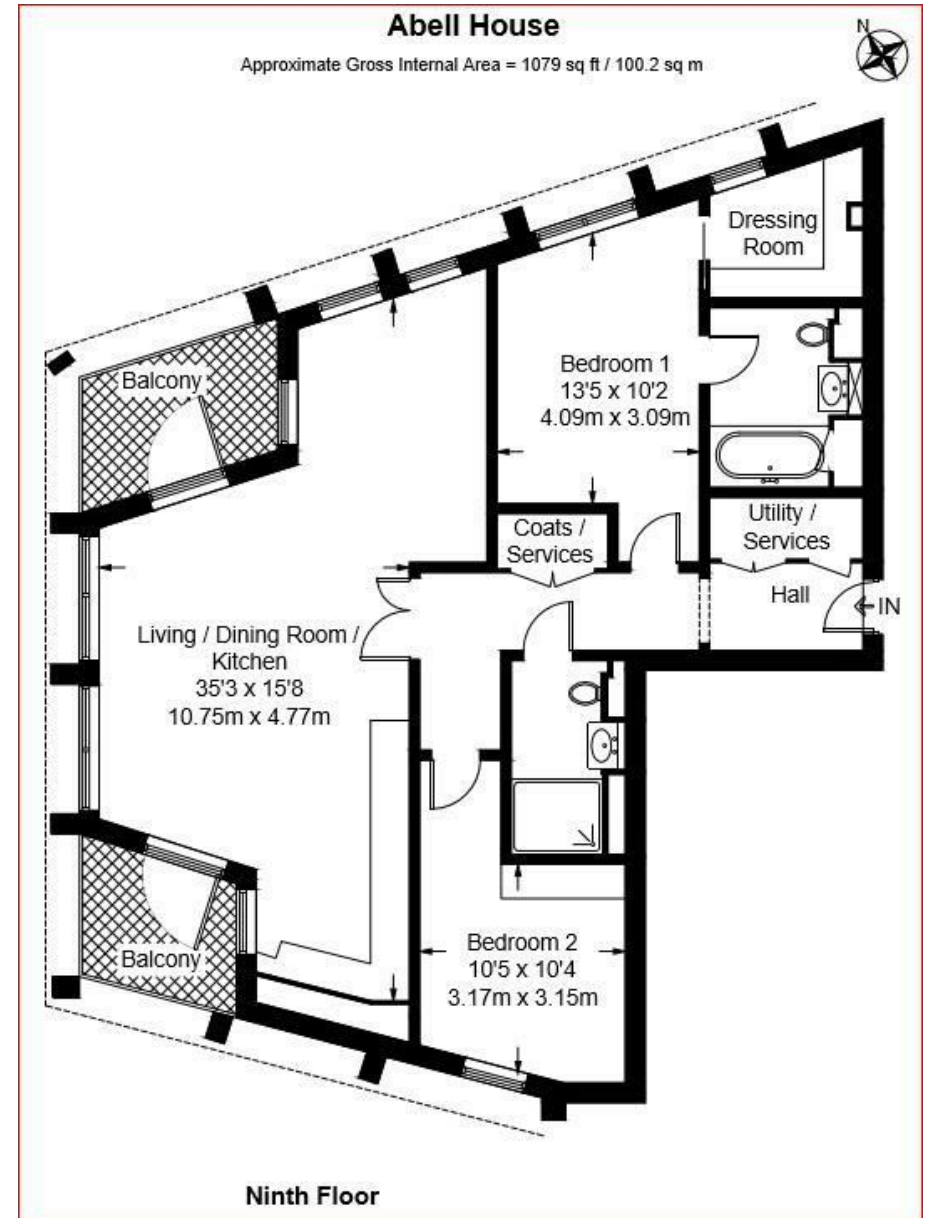 Abell House
N
Approximate Gross Internal Area = 1079 sq ft / 100.2 sq m
Dressing
Room
Balcony
Bedroom 1
13'5 x 10'2
4.09m x 3.09m
Coats /
Services
Utility /
Services
Hall
IN
Living / Dining Room /
Kitchen
35'3 x 15'8
10.75m x 4.77m
Balcony
Bedroom 2
10'5 x 10'4
3.17m x 3.15m
Ninth Floor